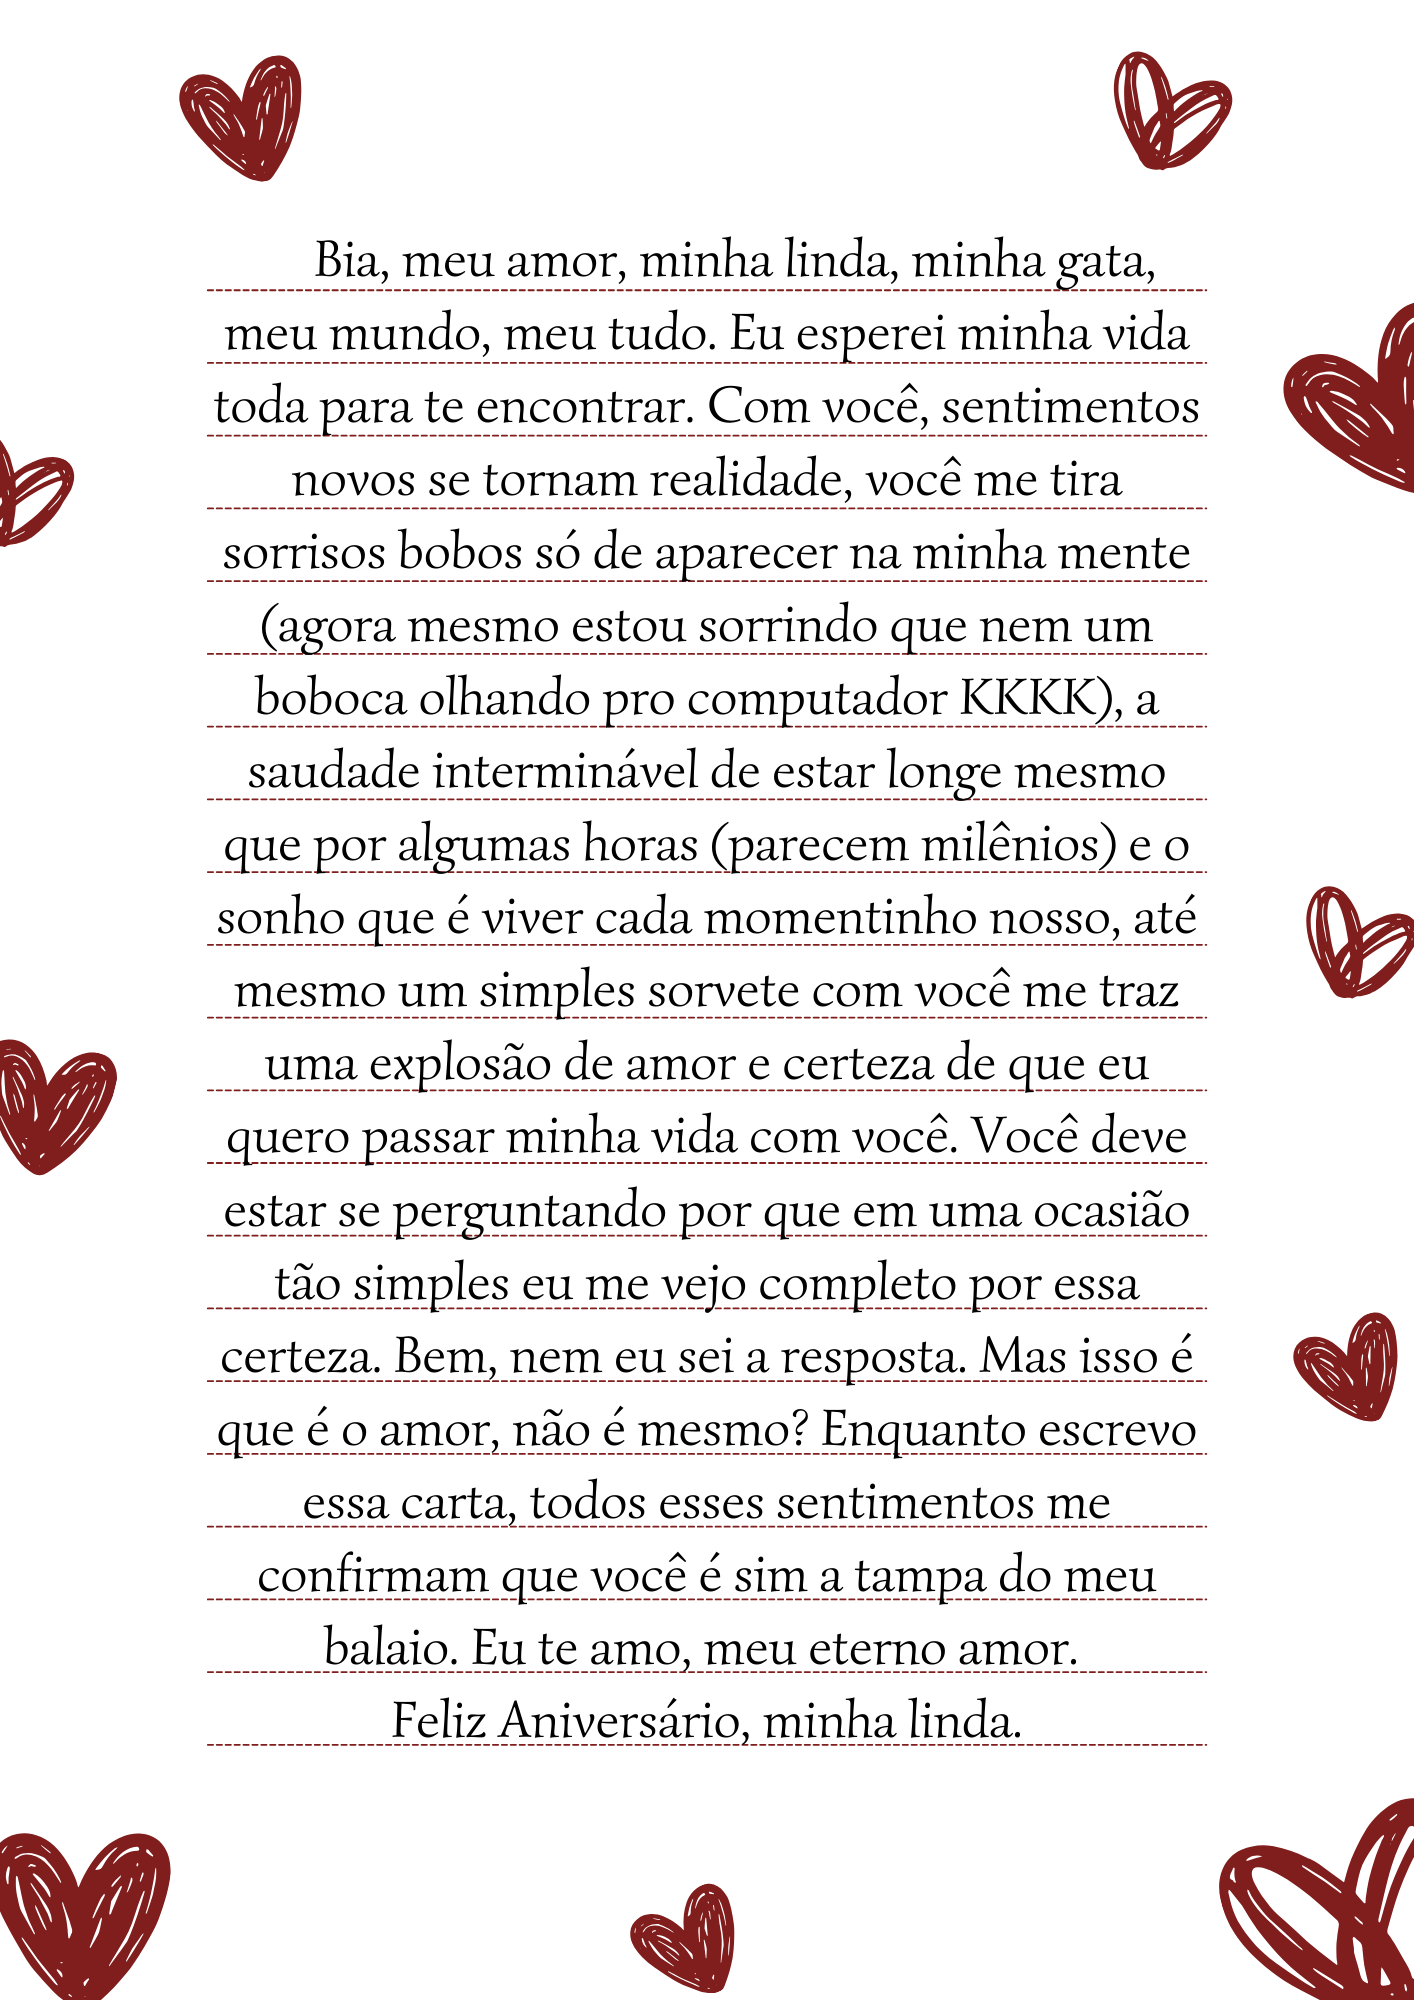 Bia, meu amor, minha linda, minha gata,
meu mundo, meu tudo. Eu esperei minha vida
toda para te encontrar. Com você, sentimentos
novos se tornam realidade, você me tira
sorrisos bobos só de aparecer na minha mente
(agora mesmo estou sorrindo que nem um
boboca olhando pro computador KKKK), a
saudade interminável de estar longe mesmo
que por algumas horas (parecem milênios) e o
sonho que é viver cada momentinho nosso, até
mesmo um simples sorvete com você me traz
uma explosão de amor e certeza de que eu
quero passar minha vida com você. Você deve
estar se perguntando por que em uma ocasião
tão simples eu me vejo completo por essa
certeza. Bem, nem eu sei a resposta. Mas isso é
que é o amor, não é mesmo? Enquanto escrevo
essa carta, todos esses sentimentos me
confirmam que você é sim a tampa do meu
balaio. Eu te amo, meu eterno amor.
Feliz Aniversário, minha linda.